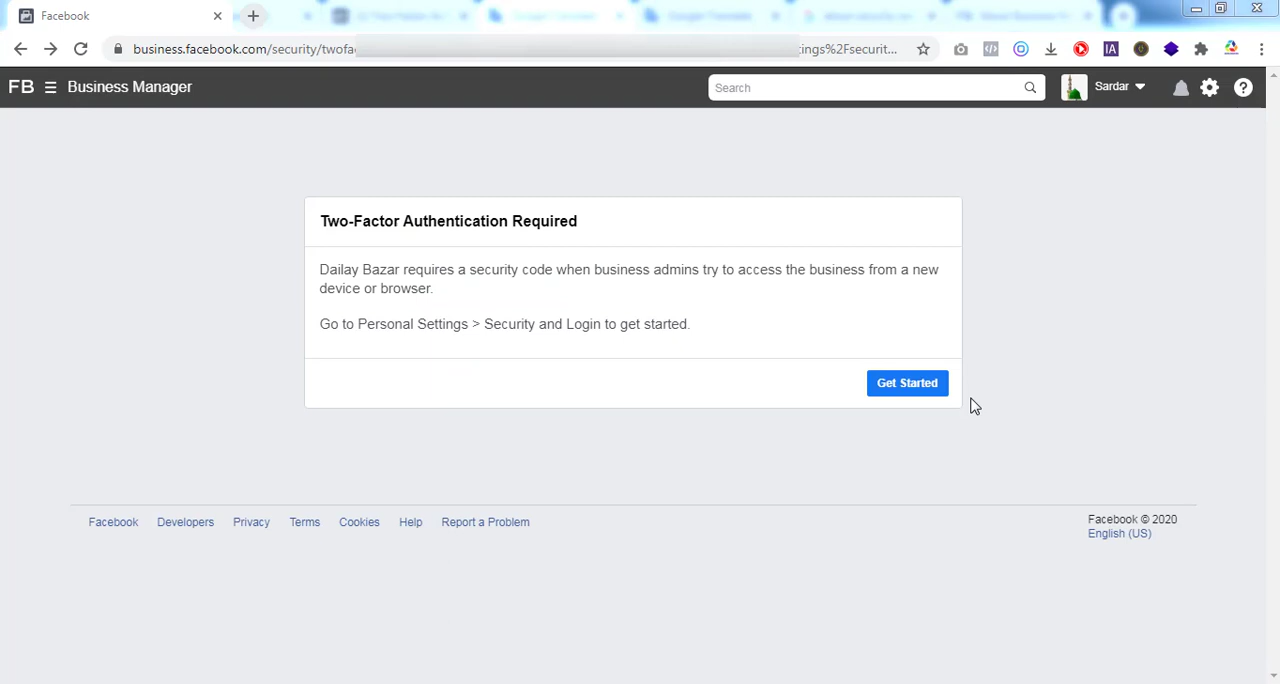 Facebook
business.facebook.com/security/twofa
ings%2Fsecurit...
IA
FB Business Manager
Search
Sardar
Two-Factor Authentication Required
Dailay Bazar requires a security code when business admins try to access the business from a new
device or browser.
Go to Personal Settings > Security and Login to get started.
Get Started
Facebook Developers Privacy Terms Cookies Help Report a Problem
Facebook © 2020
English (US)